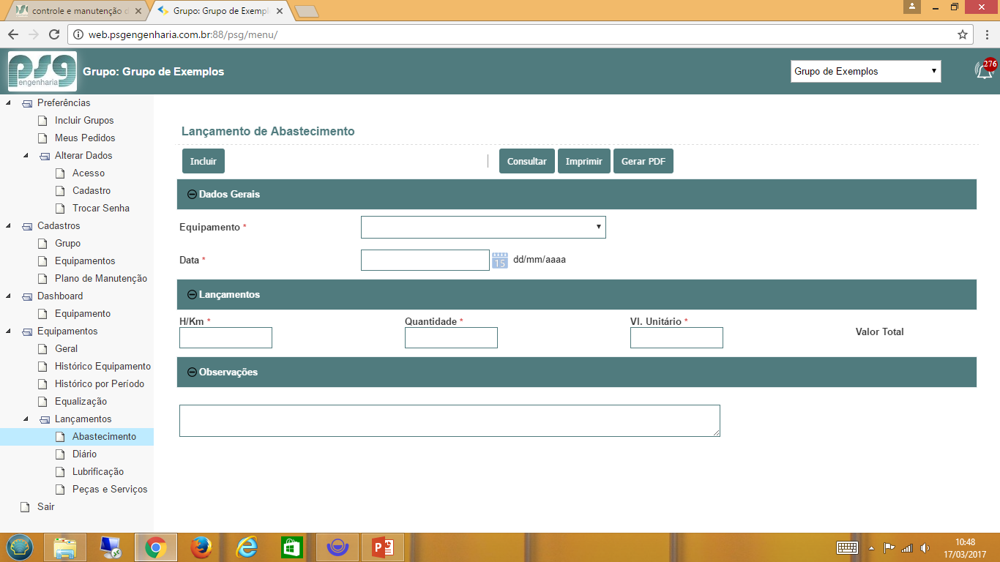 controle e manutenção d
Grupo: Grupo de Exempl
web.psgengenharia.com.br:88/psg/menu/
psg
engenharia
Grupo: Grupo de Exemplos
Grupo de Exemplos
276
Preferências
Incluir Grupos
Meus Pedidos
Alterar Dados
Acesso
Cadastro
Trocar Senha
Cadastros
Grupo
Equipamentos
Plano de Manutenção
Dashboard
Equipamento
Equipamentos
Geral
Histórico Equipamento
Histórico por Período
Equalização
Lançamentos
Abastecimento
Diário
Lubrificação
Peças e Serviços
Sair
Lançamento de Abastecimento
Incluir | Consultar Imprimir Gerar PDF
Dados Gerais
Equipamento *
Data * 15 dd/mm/aaaa
Lançamentos
H/Km * Quantidade * Vl. Unitário * Valor Total
Observações
10:48
17/03/2017